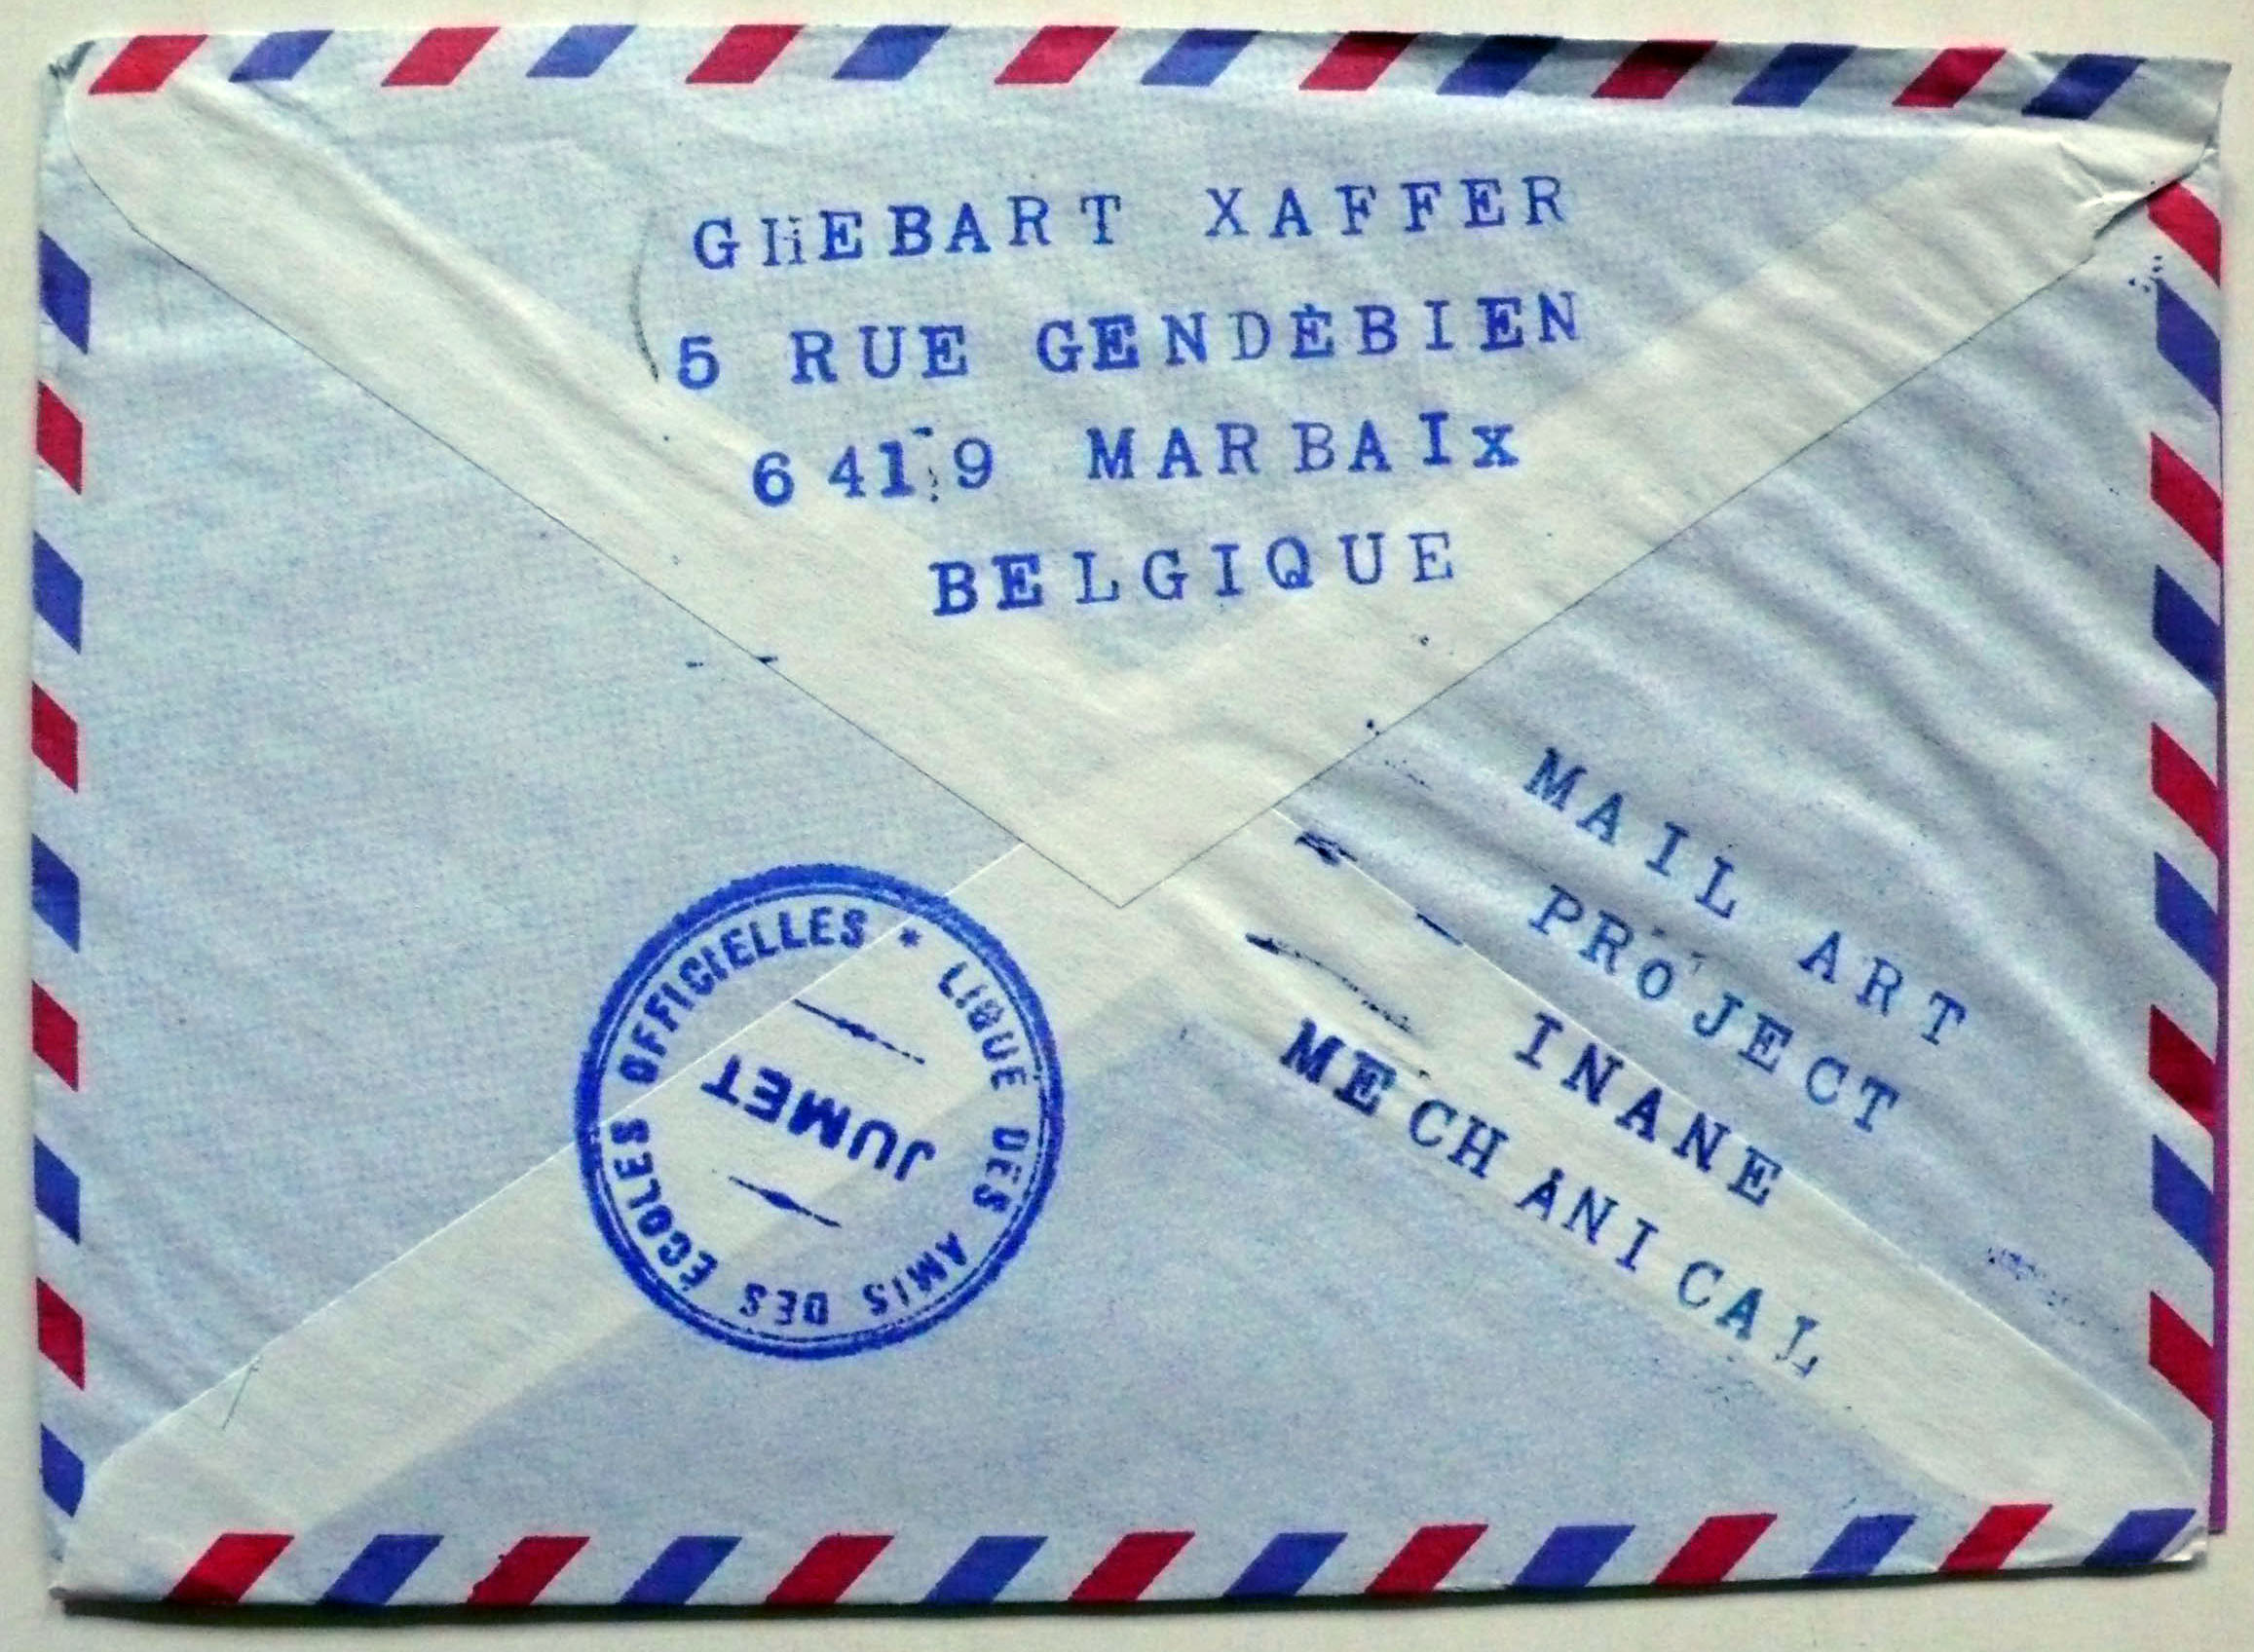 GHEBART XAFFER
5 RUE GENDEBIEN
6419 MARBAIx
BELGIQUE
MAIL ART
PROJECT
INANE
MECHANICAL
LIGUE DES AMIS DES ÉCOLES OFFICIELLES *
JUMET